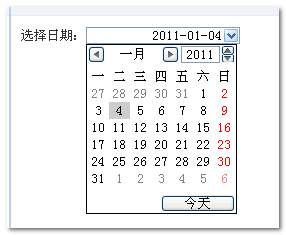 选择日期: 2011-01-04
一月 2011
一 二 三 四 五 六 日
27 28 29 30 31 1 2
3 4 5 6 7 8 9
10 11 12 13 14 15 16
17 18 19 20 21 22 23
24 25 26 27 28 29 30
31 1 2 3 4 5 6
今天